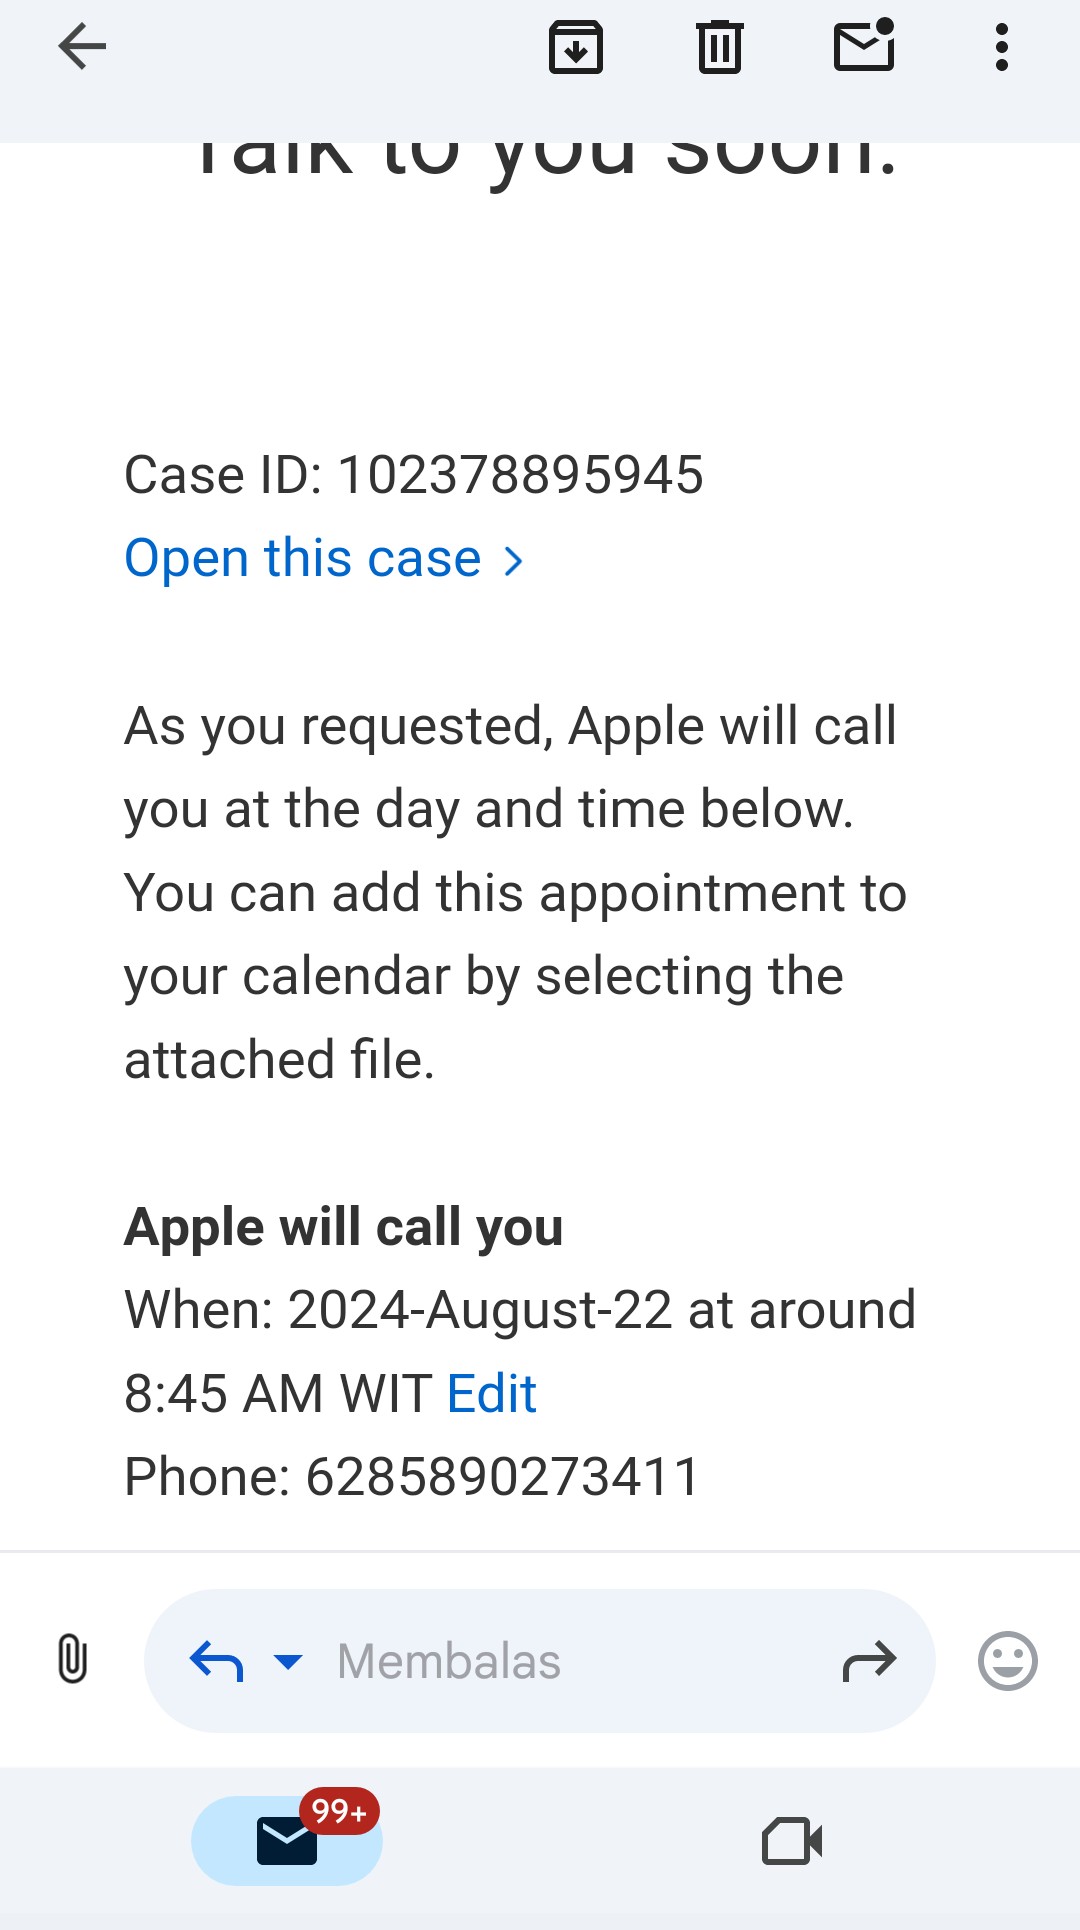 Talk to you soon.
Case ID: 102378895945
Open this case >
As you requested, Apple will call
you at the day and time below.
You can add this appointment to
your calendar by selecting the
attached file.
Apple will call you
When: 2024-August-22 at around
8:45 AM WIT Edit
Phone: 6285890273411
Membalas
99+